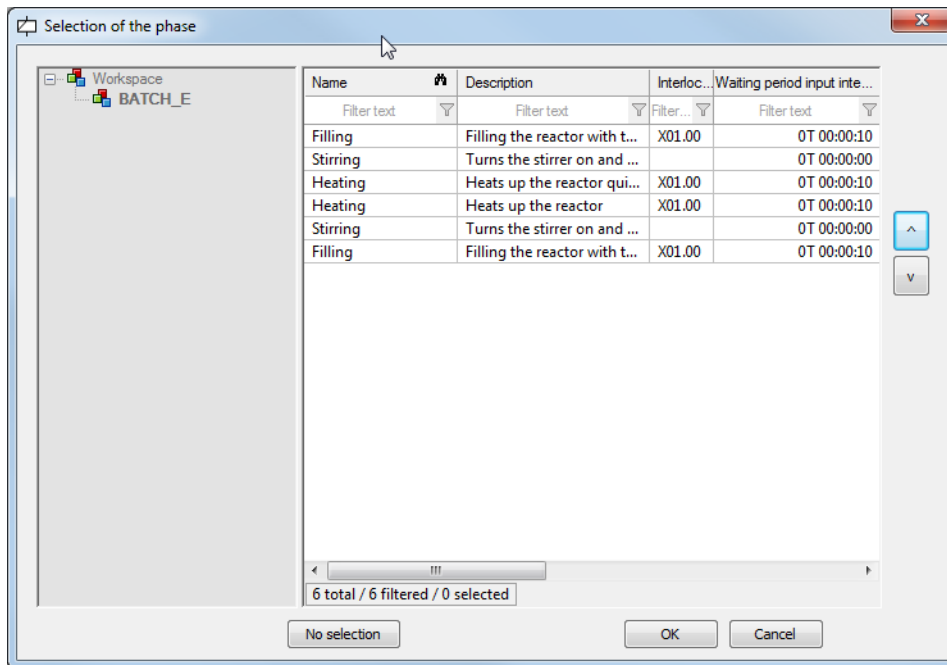 Selection of the phase
Workspace
BATCH_E
Name Description Interloc... Waiting period input inte...
Filter text Filter text Filter... Filter text
Filling Filling the reactor with t... X01.00 0T 00:00:10
Stirring Turns the stirrer on and ... 0T 00:00:00
Heating Heats up the reactor qui... X01.00 0T 00:00:10
Heating Heats up the reactor X01.00 0T 00:00:10
Stirring Turns the stirrer on and ... 0T 00:00:00
Filling Filling the reactor with t... X01.00 0T 00:00:10
^
v
6 total / 6 filtered / 0 selected
No selection OK Cancel